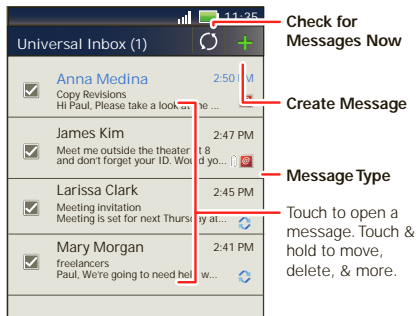 11:35
Universal Inbox (1)
Anna Medina 2:50 PM
Copy Revisions
Hi Paul, Please take a look at the ...
James Kim 2:47 PM
Meet me outside the theater at 8
and don't forget your ID. Would yo...
Larissa Clark 2:45 PM
Meeting invitation
Meeting is set for next Thursday at...
Mary Morgan 2:41 PM
freelancers
Paul, We're going to need help w...
Check for
Messages Now
Create Message
Message Type
Touch to open a
message. Touch &
hold to move,
delete, & more.